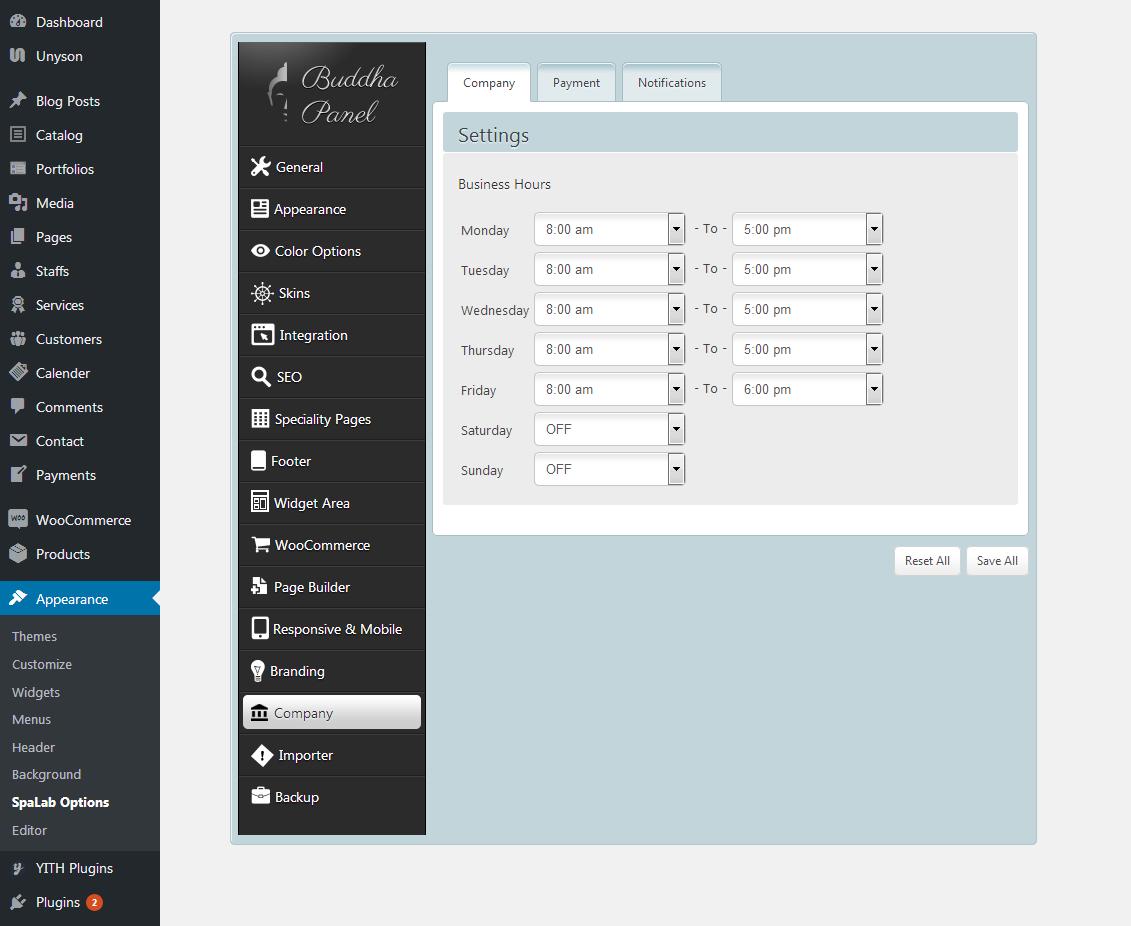 Dashboard
Unyson
Blog Posts
Catalog
Portfolios
Media
Pages
Staffs
Services
Customers
Calender
Comments
Contact
Payments
woo WooCommerce
Products
Appearance
Themes
Customize
Widgets
Menus
Header
Background
SpaLab Options
Editor
YITH Plugins
Plugins 2
Buddha
Panel
General
Appearance
Color Options
Skins
Integration
SEO
Speciality Pages
Footer
Widget Area
WooCommerce
Page Builder
Responsive & Mobile
Branding
Company
Importer
Backup
Company Payment Notifications
Settings
Business Hours
Monday 8:00 am - To - 5:00 pm
Tuesday 8:00 am - To - 5:00 pm
Wednesday 8:00 am - To - 5:00 pm
Thursday 8:00 am - To - 5:00 pm
Friday 8:00 am - To - 6:00 pm
Saturday OFF
Sunday OFF
Reset All Save All